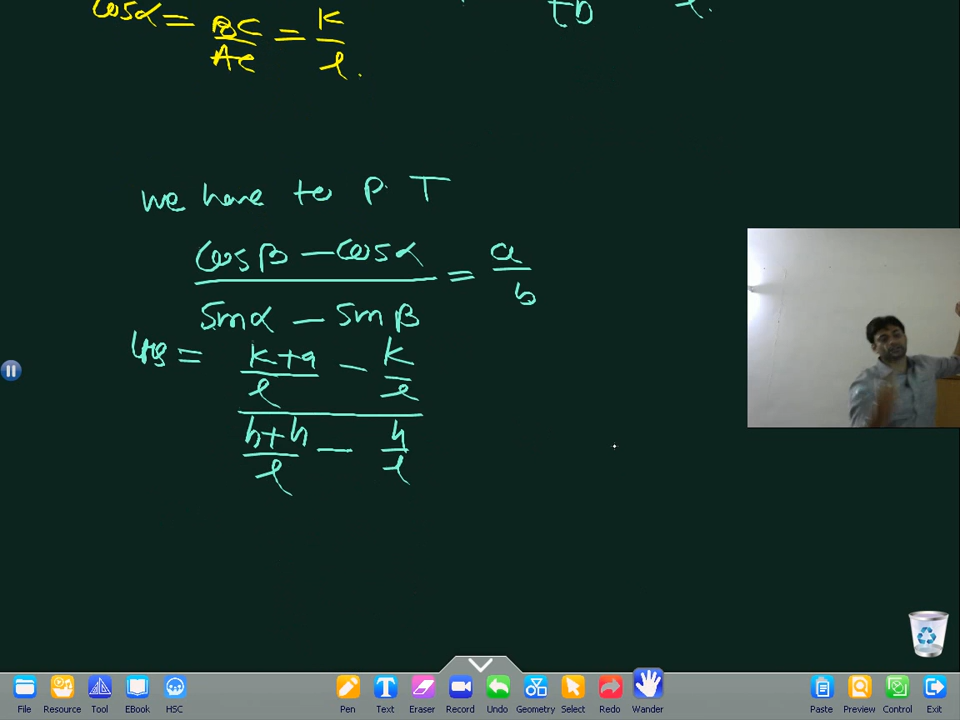 cosα = BC/AC = k/l.
ED l.
we have to P. T
(cosβ – cosα)/(Sinα – Sinβ) = a/b
LHS = ((k+a)/l – k/l)/((b+h)/l – h/l)
File Resource Tool EBook HSC Pen Text Eraser Record Undo Geometry Select Redo Wander Paste Preview Control Exit